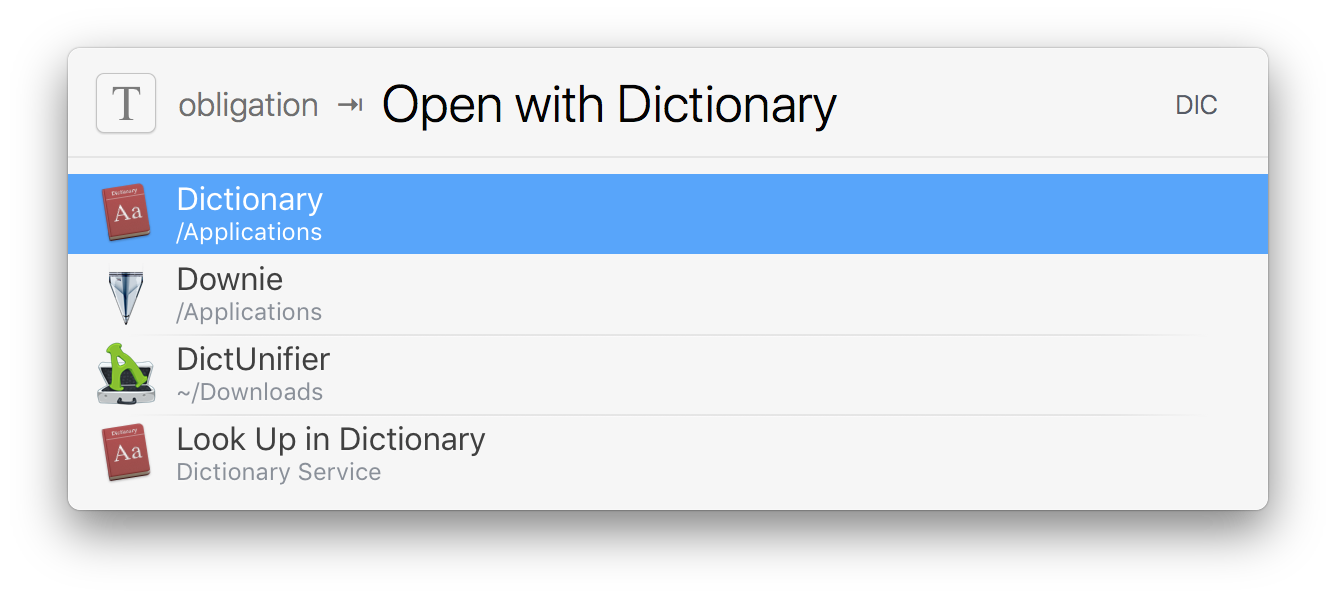 T obligation ⇥ Open with Dictionary DIC
Dictionary
Aa
Dictionary
/Applications
Downie
/Applications
DictUnifier
~/Downloads
Dictionary
Aa
Look Up in Dictionary
Dictionary Service